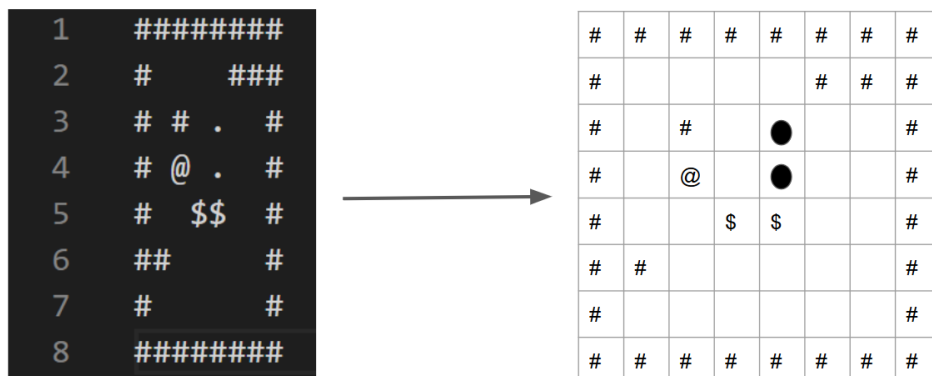 1 ########
2 #    ###
3 # # .  #
4 # @ .  #
5 #  $$  #
6 ##     #
7 #      #
8 ########
# # # # # # # #
# # # #
# # ● #
# @ ● #
# $ $ #
# # #
# #
# # # # # # # #